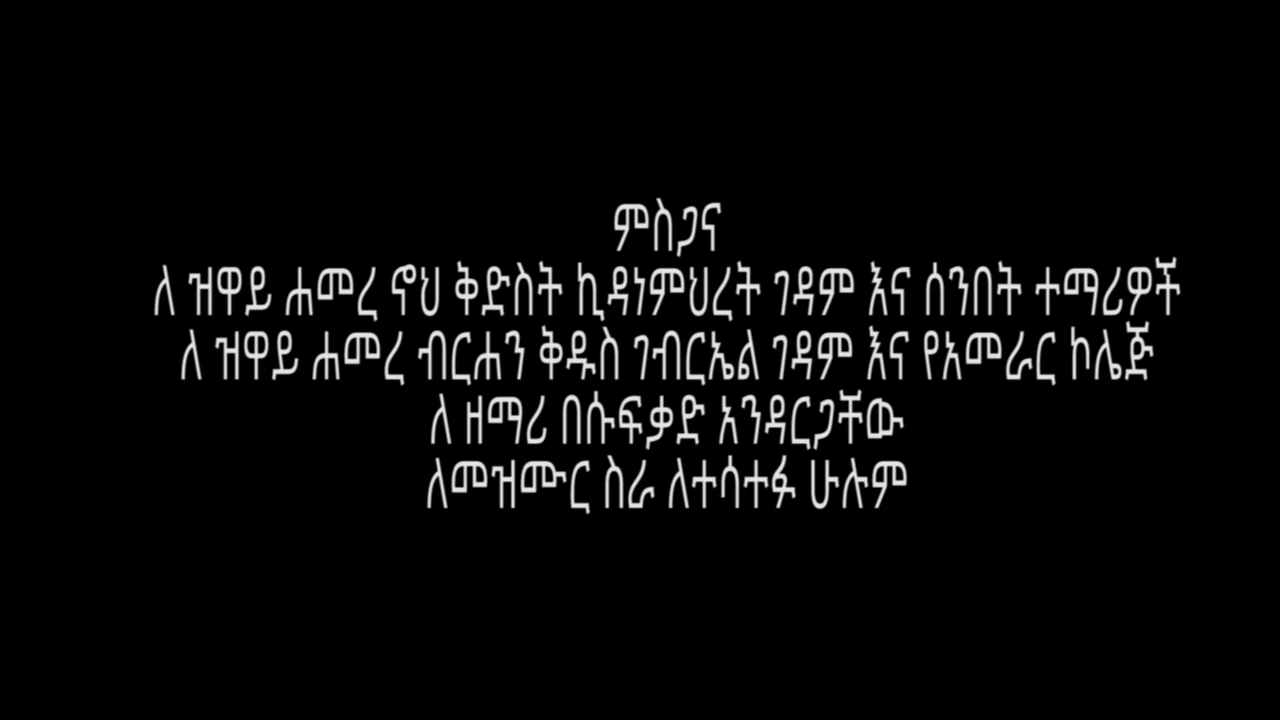 ምስጋና
ለ ዝዋይ ሐመረ ኖህ ቅድስት ኪዳነምህረት ገዳም እና ሰንበት ተማሪዎች
ለ ዝዋይ ሐመረ ብርሐን ቅዱስ ገብርኤል ገዳም እና የአመራር ኮሌጅ
ለ ዘማሪ በሱፍቃድ አንዳርጋቸው
ለመዝሙር ስራ ለተሳተፉ ሁሉም